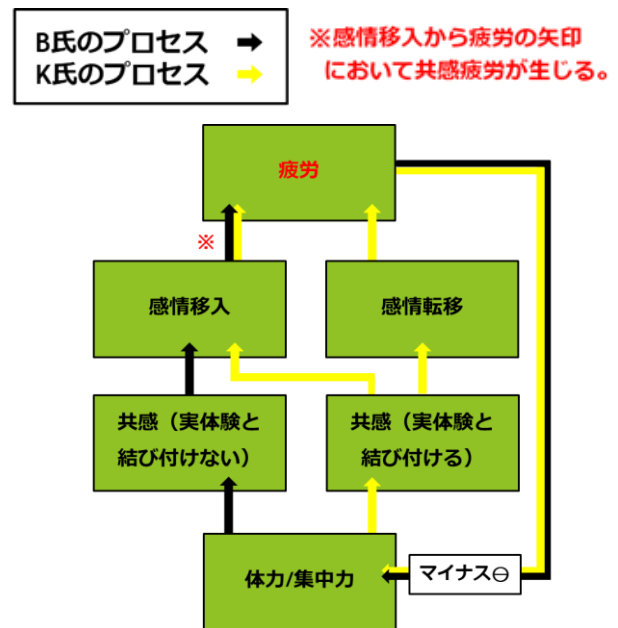 B氏のプロセス ➡
K氏のプロセス ➡
※感情移入から疲労の矢印
において共感疲労が生じる。
疲労
※
感情移入
感情転移
共感（実体験と
結び付けない）
共感（実体験と
結び付ける）
体力/集中力
マイナス⊖